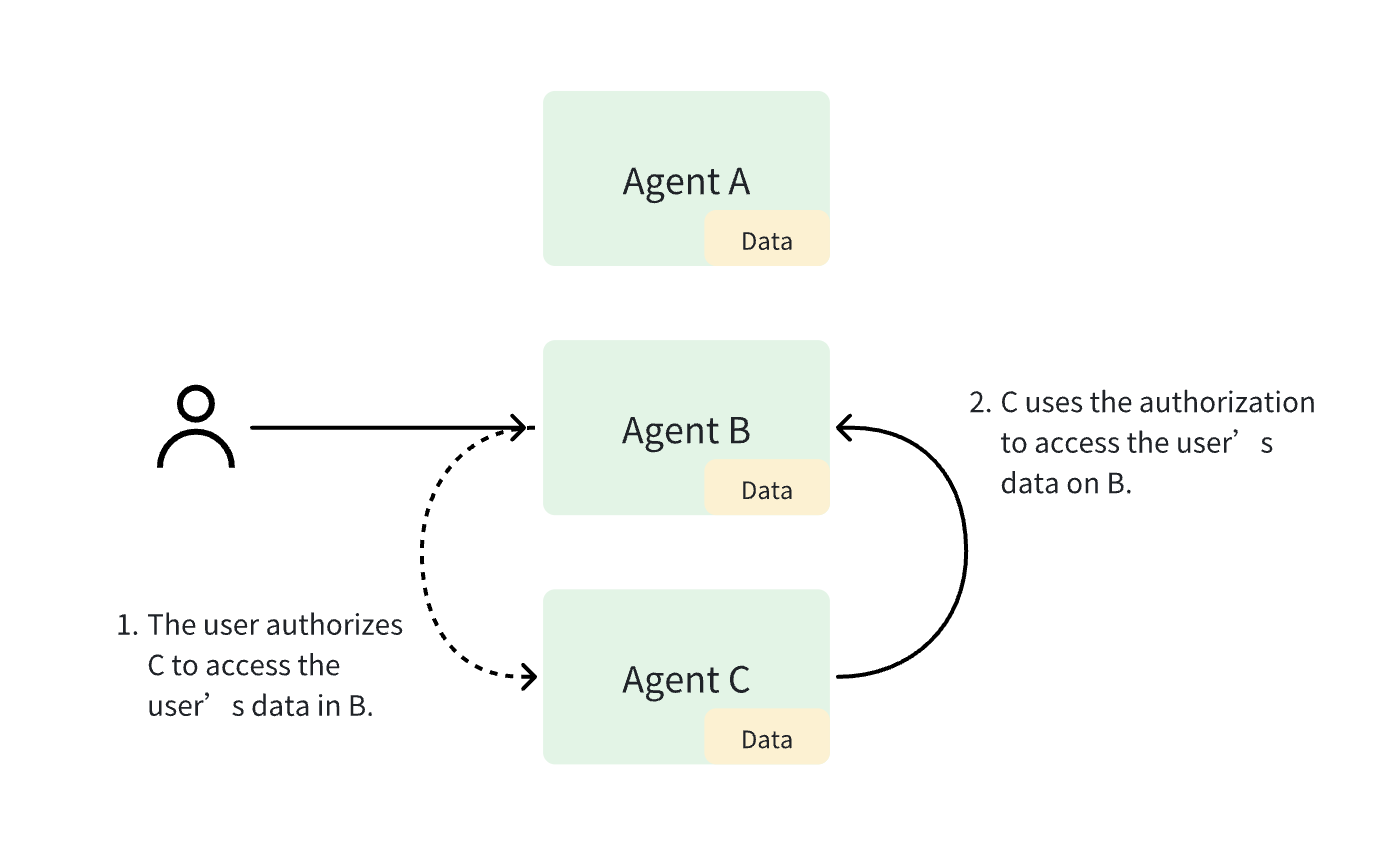 Agent A
Data
Agent B
Data
2. C uses the authorization
to access the user’s
data on B.
1. The user authorizes
C to access the
user’s data in B.
Agent C
Data